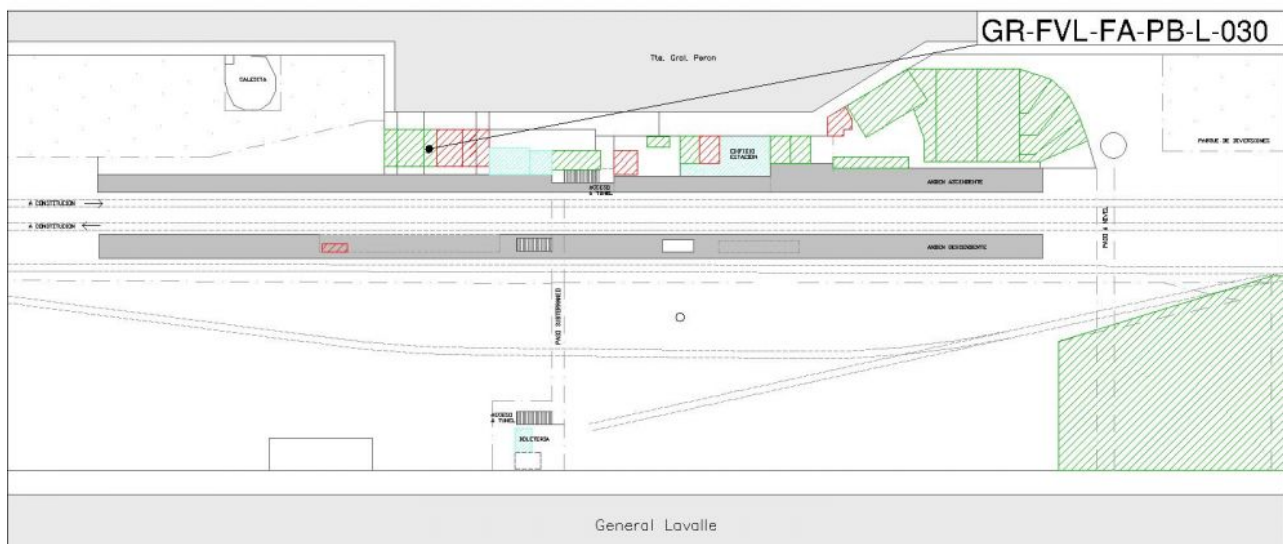 GR-FVL-FA-PB-L-030
Tte. Gral. Peron
CALESITA
PARQUE DE DIVERSIONES
EDIFICIO
ESTACION
ANDEN ASCENDENTE
ACCESO
A TUNEL
A CONSTITUCION
A CONSTITUCION
PASO A NIVEL
ANDEN DESCENDENTE
PASO SUBTERRANEO
ACCESO
A TUNEL
BOLETERIA
General Lavalle